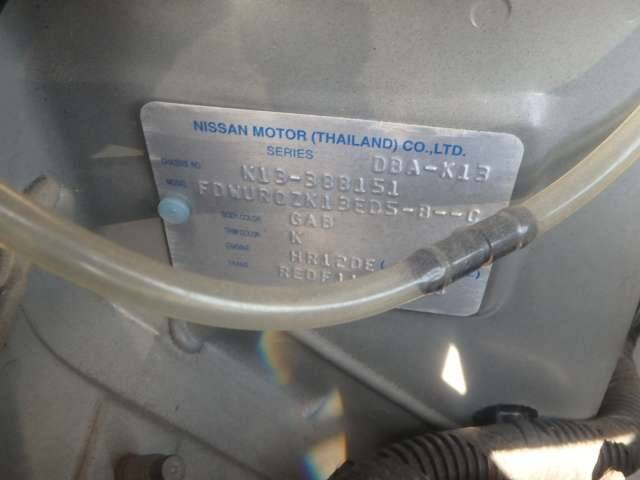 NISSAN MOTOR (THAILAND) CO.,LTD.
SERIES DBA-K13
CHASSIS NO. K13-388151
MODEL FDWURQZK13EDS-B--G
BODY COLOR GAB
TRIM COLOR K
ENGINE HR12DE(
TRANS.